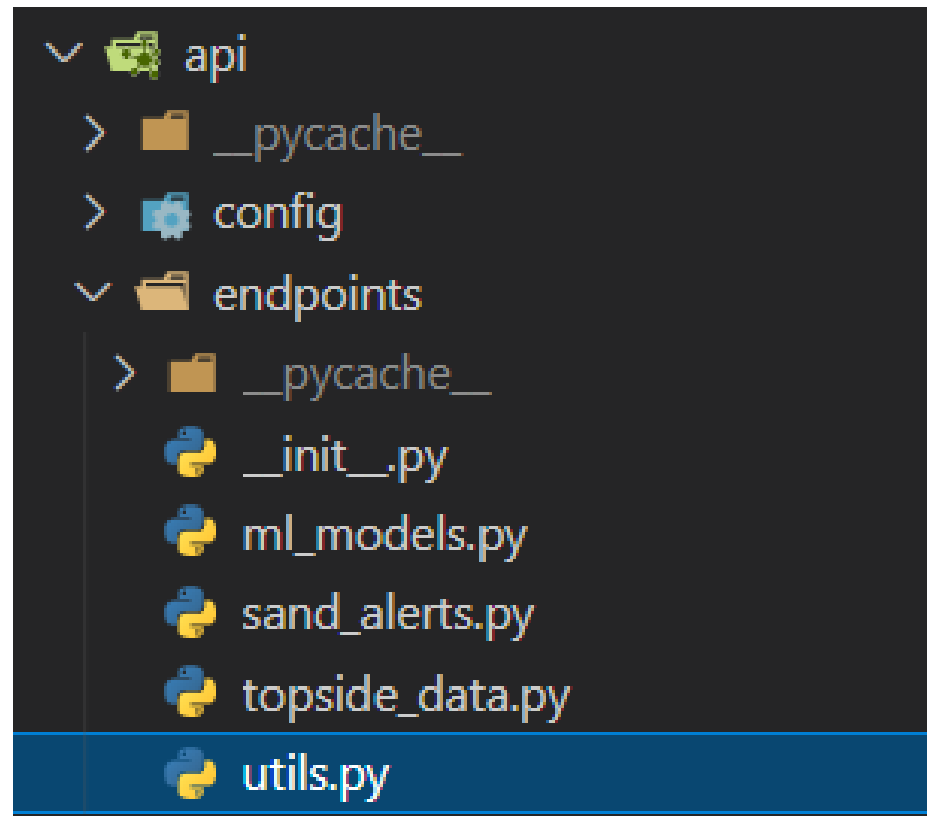 api
__pycache__
config
endpoints
__pycache__
__init__.py
ml_models.py
sand_alerts.py
topside_data.py
utils.py